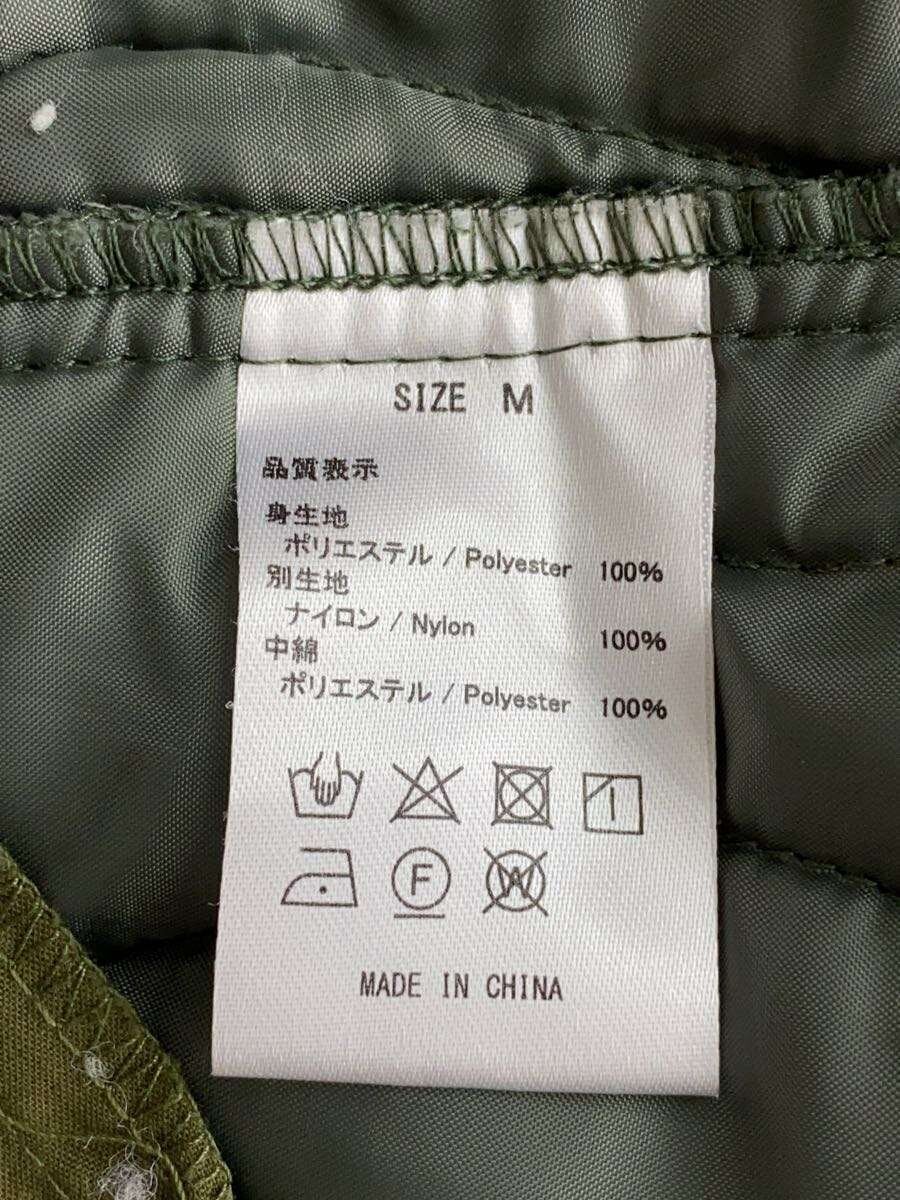 SIZE M
品質表示
身生地
ポリエステル / Polyester 100%
別生地
ナイロン / Nylon 100%
中綿
ポリエステル / Polyester 100%
F
W
MADE IN CHINA